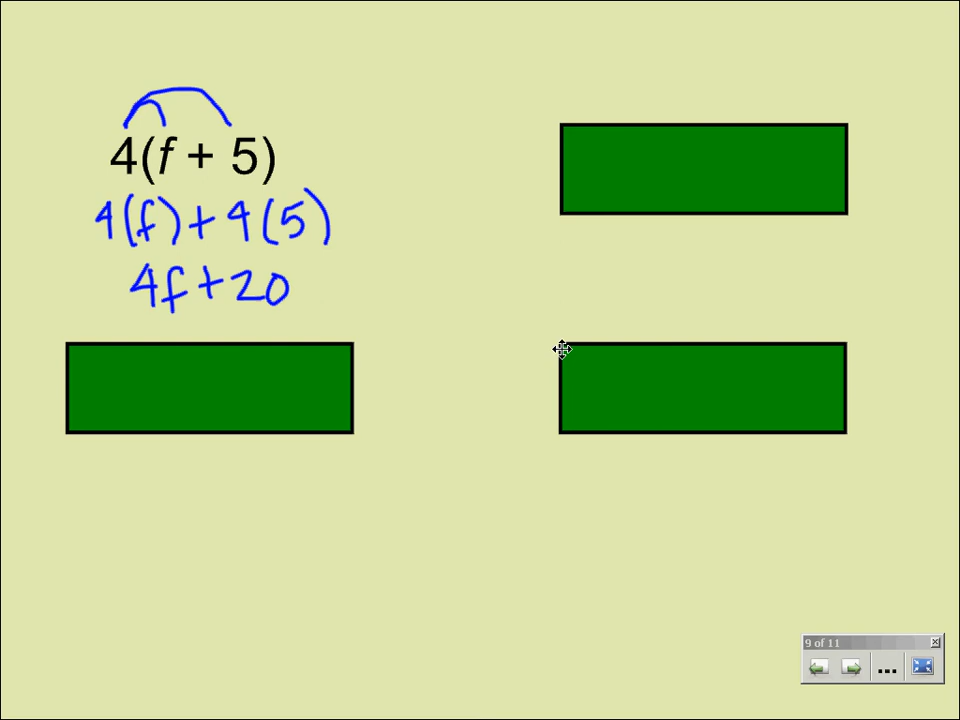 4(f + 5)
4(f) + 4(5)
4f + 20
9 of 11
...